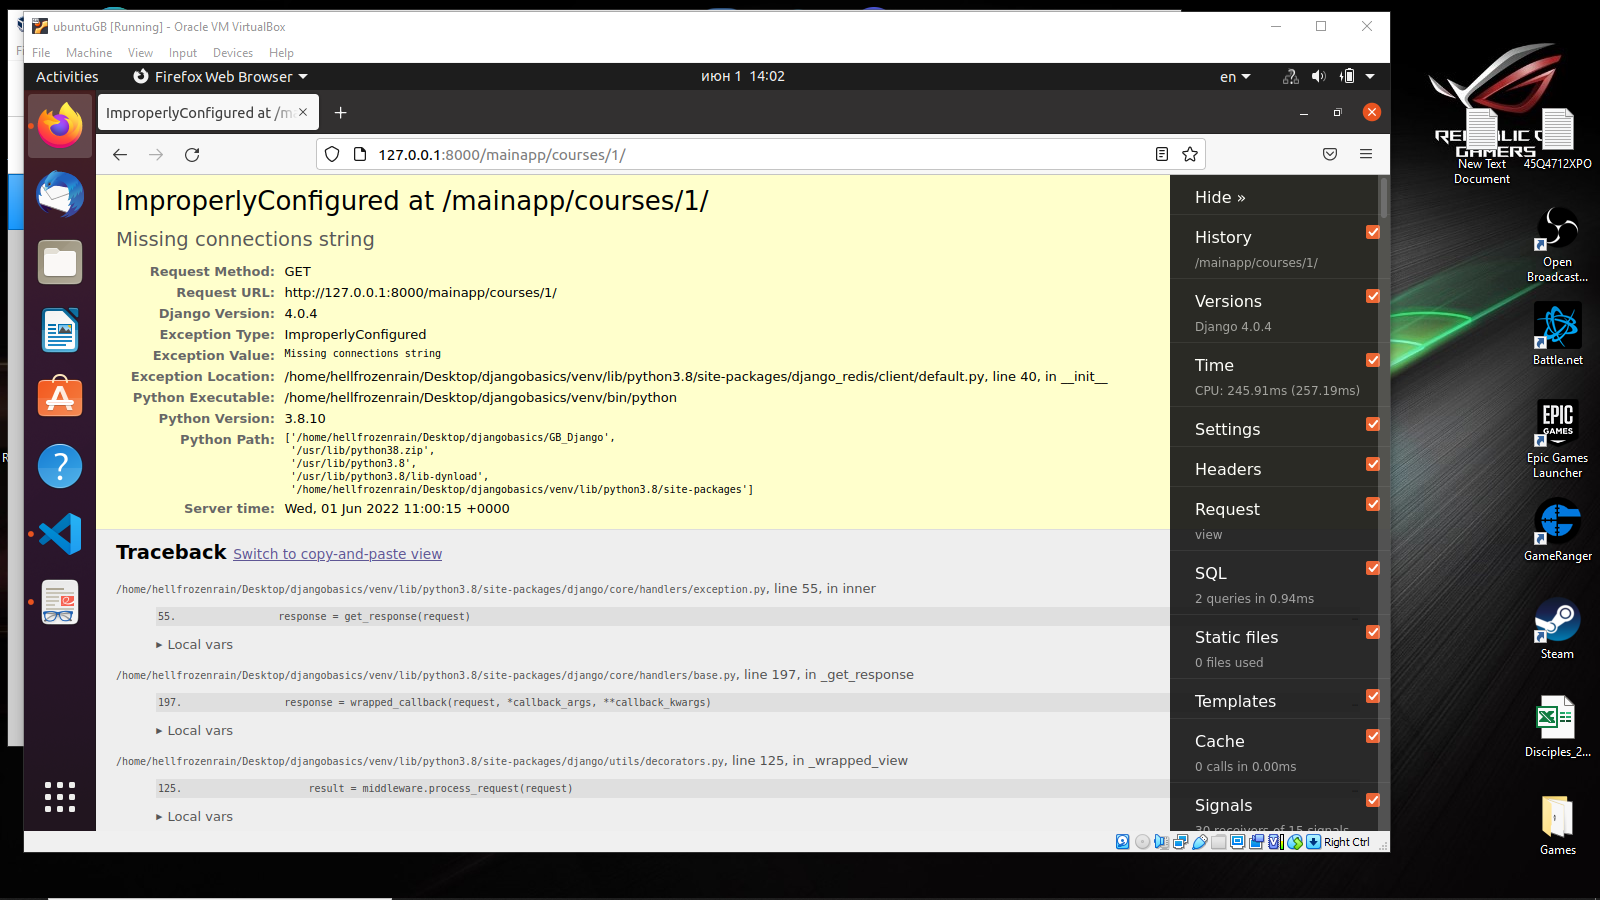 ubuntuGB [Running] - Oracle VM VirtualBox
File Machine View Input Devices Help
Activities Firefox Web Browser июн 1 14:02 en
ImproperlyConfigured at /m
127.0.0.1:8000/mainapp/courses/1/
ImproperlyConfigured at /mainapp/courses/1/
Missing connections string
Request Method: GET
Request URL: http://127.0.0.1:8000/mainapp/courses/1/
Django Version: 4.0.4
Exception Type: ImproperlyConfigured
Exception Value: Missing connections string
Exception Location: /home/hellfrozenrain/Desktop/djangobasics/venv/lib/python3.8/site-packages/django_redis/client/default.py, line 40, in __init__
Python Executable: /home/hellfrozenrain/Desktop/djangobasics/venv/bin/python
Python Version: 3.8.10
Python Path: ['/home/hellfrozenrain/Desktop/djangobasics/GB_Django',
'/usr/lib/python38.zip',
'/usr/lib/python3.8',
'/usr/lib/python3.8/lib-dynload',
'/home/hellfrozenrain/Desktop/djangobasics/venv/lib/python3.8/site-packages']
Server time: Wed, 01 Jun 2022 11:00:15 +0000
Traceback Switch to copy-and-paste view
/home/hellfrozenrain/Desktop/djangobasics/venv/lib/python3.8/site-packages/django/core/handlers/exception.py, line 55, in inner
55. response = get_response(request)
▸ Local vars
/home/hellfrozenrain/Desktop/djangobasics/venv/lib/python3.8/site-packages/django/core/handlers/base.py, line 197, in _get_response
197. response = wrapped_callback(request, *callback_args, **callback_kwargs)
▸ Local vars
/home/hellfrozenrain/Desktop/djangobasics/venv/lib/python3.8/site-packages/django/utils/decorators.py, line 125, in _wrapped_view
125. result = middleware.process_request(request)
▸ Local vars
Hide »
History
/mainapp/courses/1/
Versions
Django 4.0.4
Time
CPU: 245.91ms (257.19ms)
Settings
Headers
Request
view
SQL
2 queries in 0.94ms
Static files
0 files used
Templates
Cache
0 calls in 0.00ms
Signals
30 receivers of 15 signals
Right Ctrl
GAMERS
New Text
Document
45Q4712XPO
Open
Broadcast...
Battle.net
EPIC
GAMES
Epic Games
Launcher
GameRanger
Steam
Disciples_2...
Games